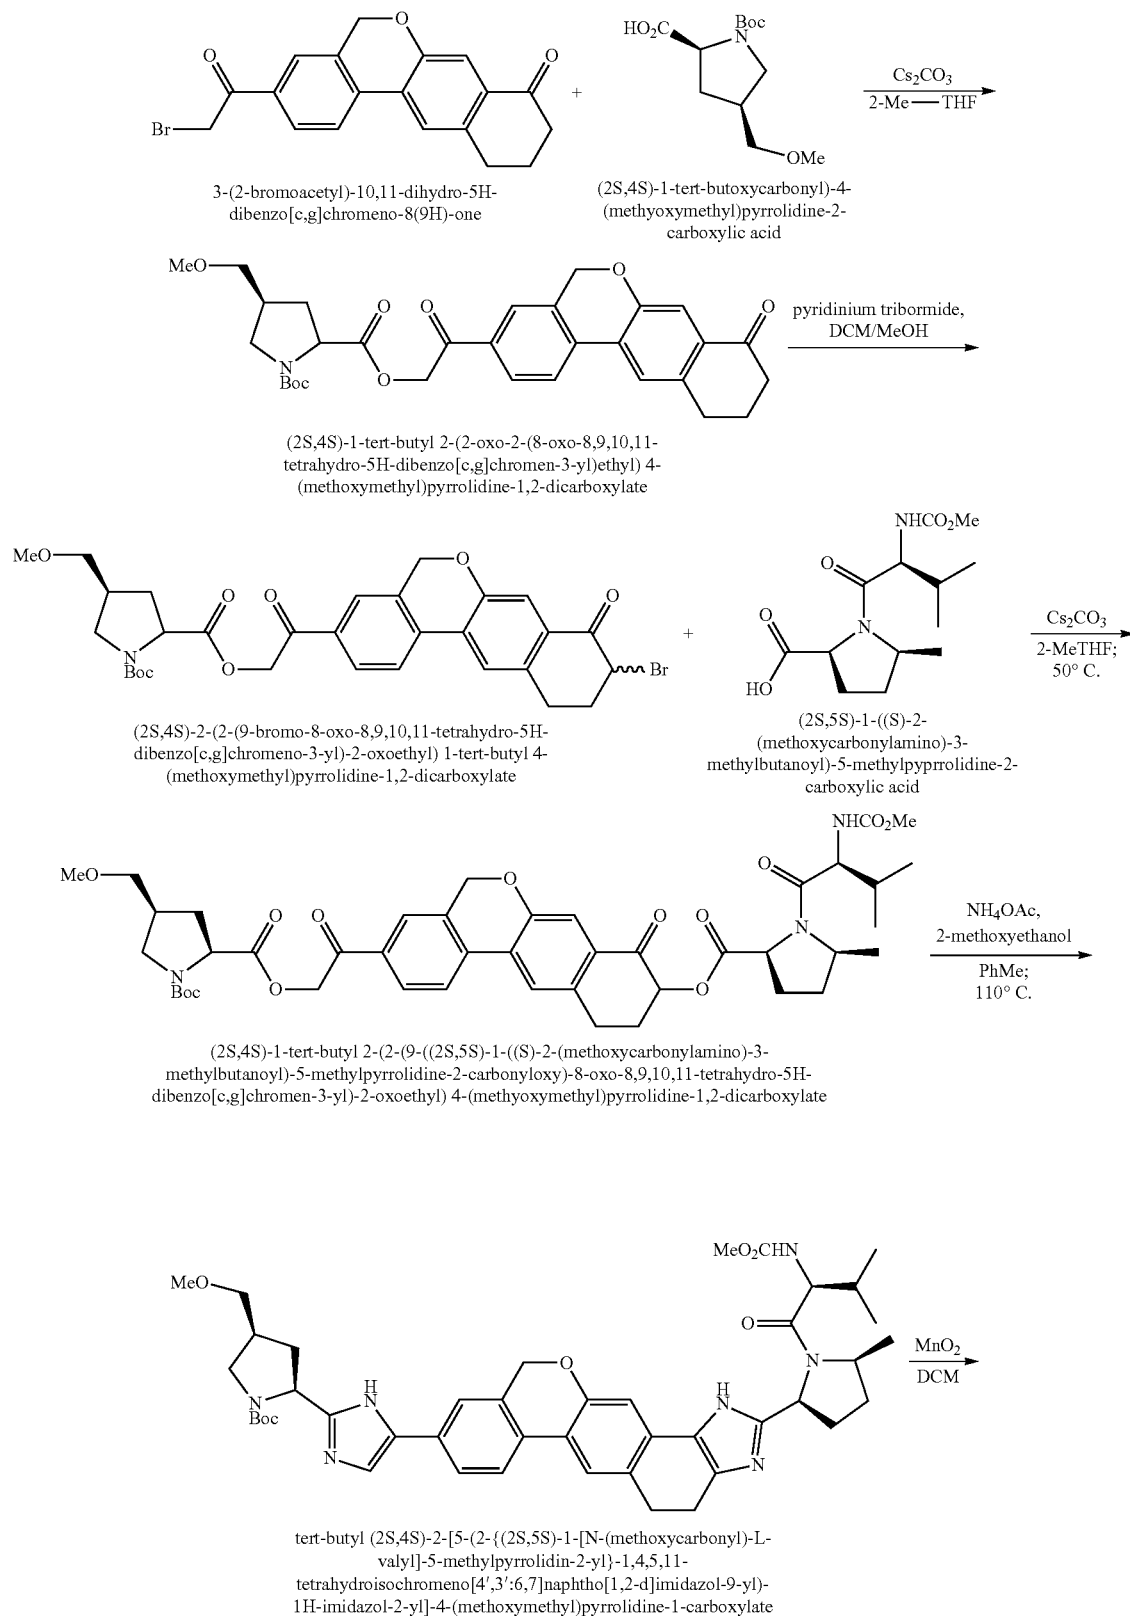 O
O
O
Br
+
HO2C
Boc
N
OMe
Cs2CO3
2-Me—THF
3-(2-bromoacetyl)-10,11-dihydro-5H-
dibenzo[c,g]chromeno-8(9H)-one
(2S,4S)-1-tert-butoxycarbonyl)-4-
(methyoxymethyl)pyrrolidine-2-
carboxylic acid
MeO
N
Boc
O
O
O
O
O
pyridinium tribormide,
DCM/MeOH
(2S,4S)-1-tert-butyl 2-(2-oxo-2-(8-oxo-8,9,10,11-
tetrahydro-5H-dibenzo[c,g]chromen-3-yl)ethyl) 4-
(methoxymethyl)pyrrolidine-1,2-dicarboxylate
MeO
N
Boc
O
O
O
O
O
Br
+
NHCO2Me
O
N
O
HO
Cs2CO3
2-MeTHF;
50° C.
(2S,4S)-2-(2-(9-bromo-8-oxo-8,9,10,11-tetrahydro-5H-
dibenzo[c,g]chromeno-3-yl)-2-oxoethyl) 1-tert-butyl 4-
(methoxymethyl)pyrrolidine-1,2-dicarboxylate
(2S,5S)-1-((S)-2-
(methoxycarbonylamino)-3-
methylbutanoyl)-5-methylpyprrolidine-2-
carboxylic acid
MeO
N
Boc
O
O
O
O
O
O
O
O
N
NHCO2Me
NH4OAc,
2-methoxyethanol
PhMe;
110° C.
(2S,4S)-1-tert-butyl 2-(2-(9-((2S,5S)-1-((S)-2-(methoxycarbonylamino)-3-
methylbutanoyl)-5-methylpyrrolidine-2-carbonyloxy)-8-oxo-8,9,10,11-tetrahydro-5H-
dibenzo[c,g]chromen-3-yl)-2-oxoethyl) 4-(methyoxymethyl)pyrrolidine-1,2-dicarboxylate
MeO
N
Boc
H
N
N
O
H
N
N
MeO2CHN
O
N
MnO2
DCM
tert-butyl (2S,4S)-2-[5-(2-{(2S,5S)-1-[N-(methoxycarbonyl)-L-
valyl]-5-methylpyrrolidin-2-yl}-1,4,5,11-
tetrahydroisochromeno[4′,3′:6,7]naphtho[1,2-d]imidazol-9-yl)-
1H-imidazol-2-yl]-4-(methoxymethyl)pyrrolidine-1-carboxylate